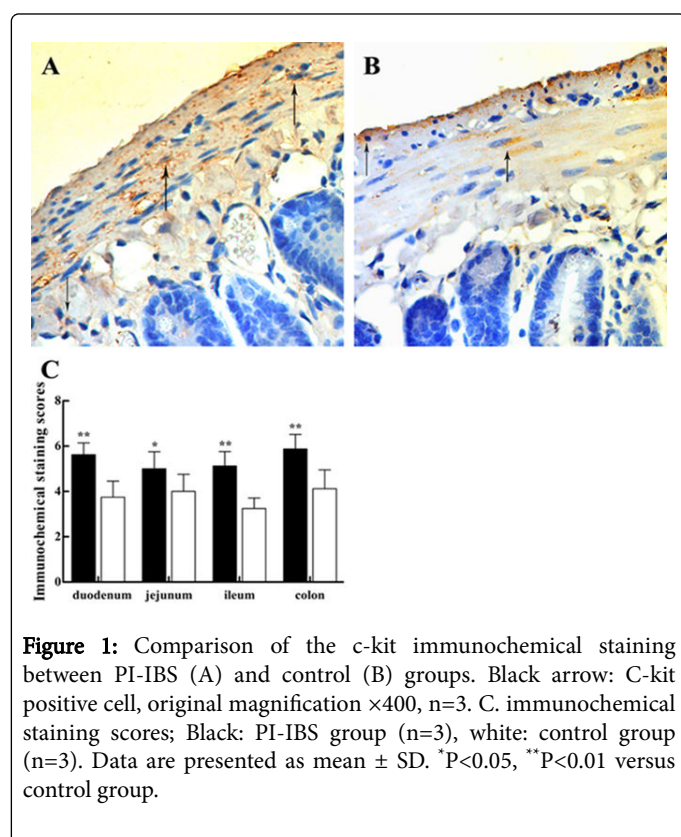 A
B
C
Immunochemical staining scores
8
6
4
2
0
** * ** **
duodenum jejunum ileum colon
Figure 1: Comparison of the c-kit immunochemical staining
between PI-IBS (A) and control (B) groups. Black arrow: C-kit
positive cell, original magnification ×400, n=3. C. immunochemical
staining scores; Black: PI-IBS group (n=3), white: control group
(n=3). Data are presented as mean ± SD. *P<0.05, **P<0.01 versus
control group.